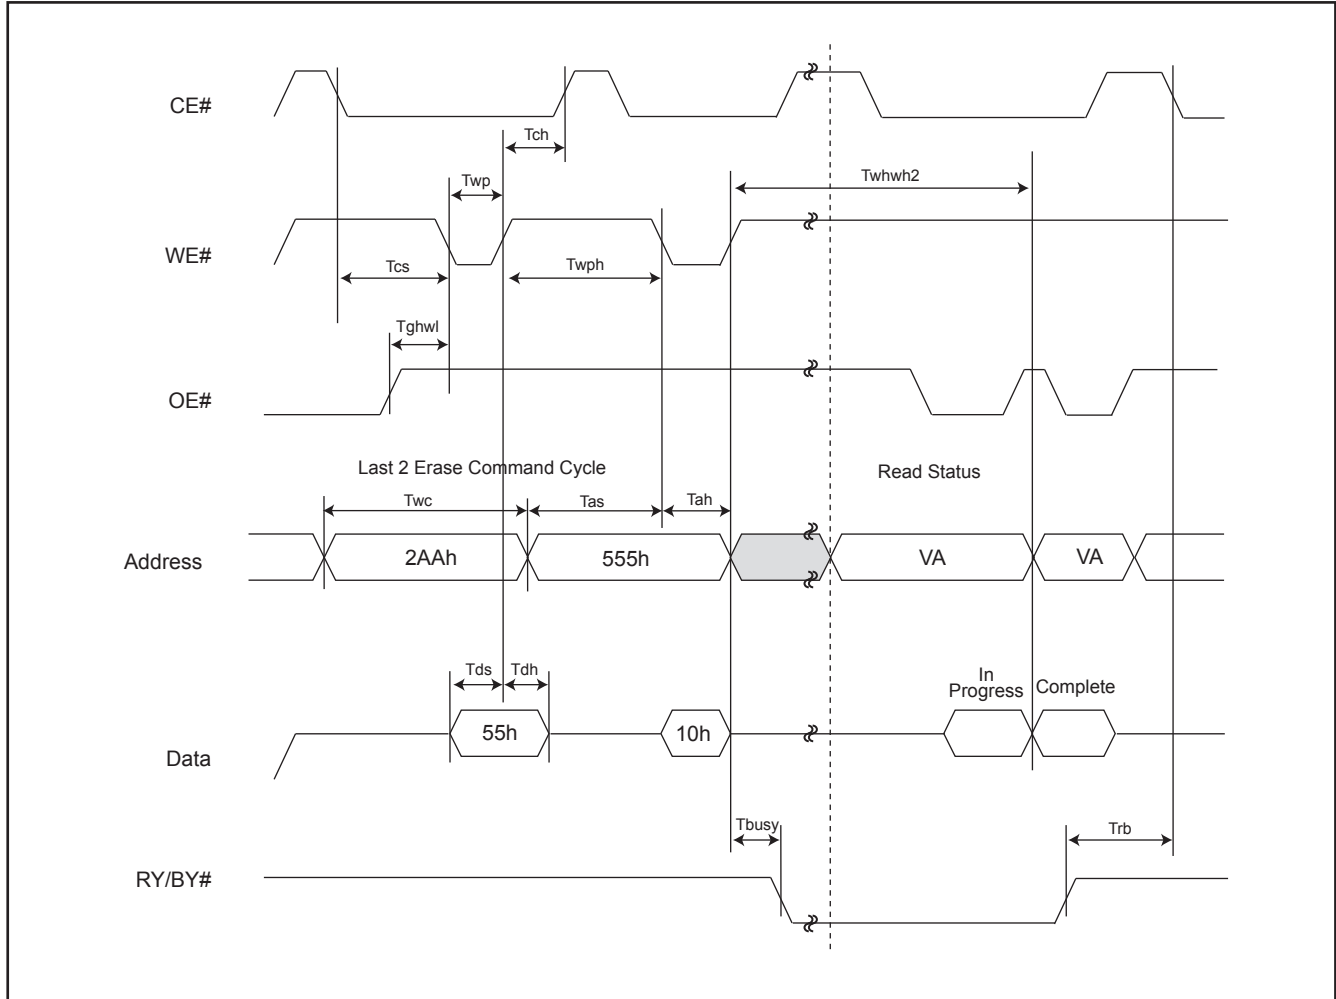 CE#
Tch
Twp
Twhwh2
WE#
Tcs
Twph
Tghwl
OE#
Last 2 Erase Command Cycle
Read Status
Twc
Tas
Tah
Address
2AAh
555h
VA
VA
Tds
Tdh
In
Progress
Complete
55h
10h
Data
Tbusy
Trb
RY/BY#